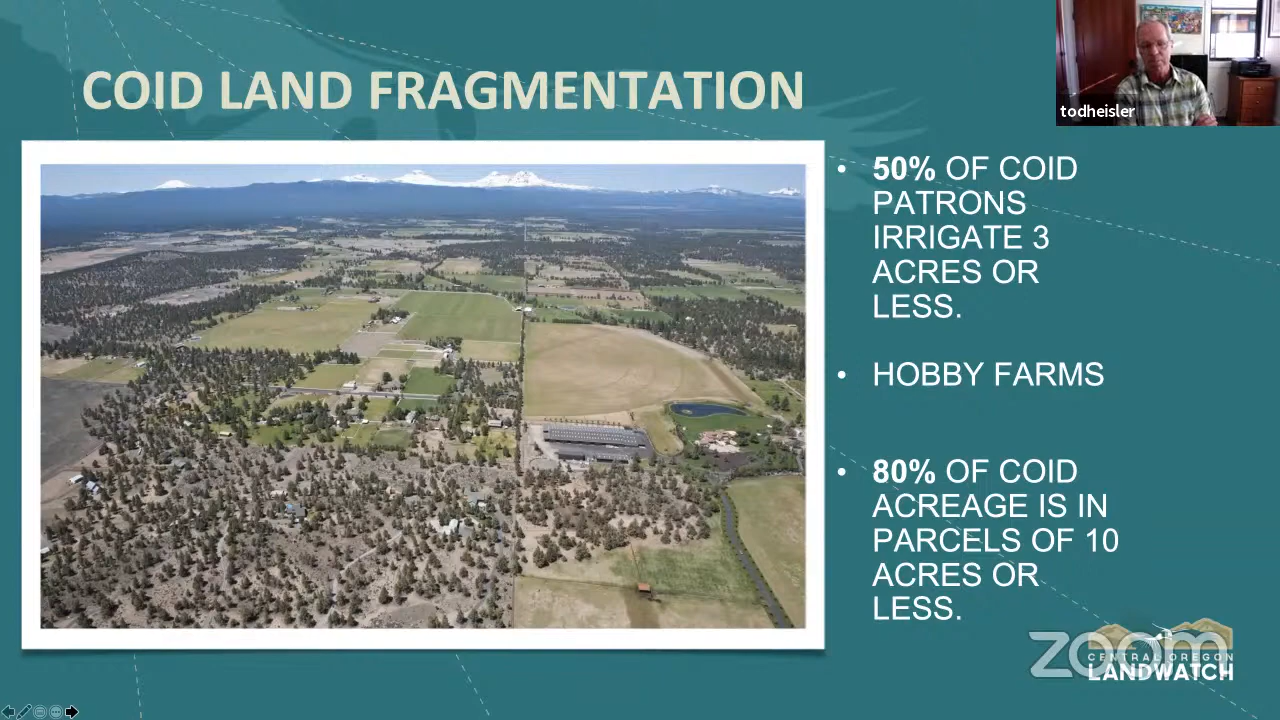 COID LAND FRAGMENTATION
todheisler
• 50% OF COID
PATRONS
IRRIGATE 3
ACRES OR
LESS.
• HOBBY FARMS
• 80% OF COID
ACREAGE IS IN
PARCELS OF 10
ACRES OR
LESS.
zoom
CENTRAL OREGON
LANDWATCH